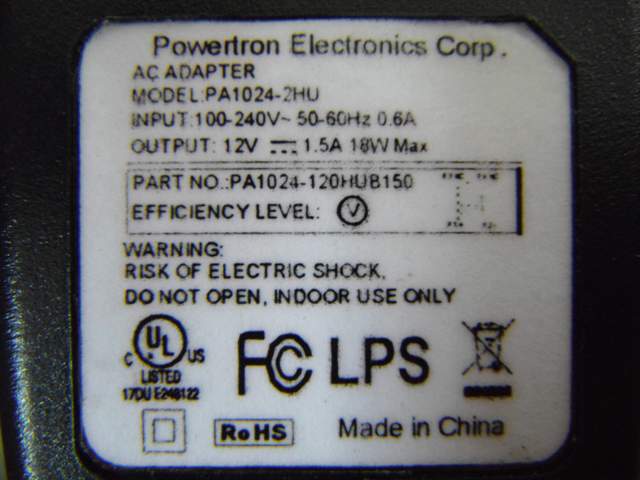 Powertron Electronics Corp.
AC ADAPTER
MODEL:PA1024-2HU
INPUT:100-240V~ 50-60Hz 0.6A
OUTPUT: 12V ⎓ 1.5A 18W Max
PART NO.:PA1024-120HUB150
EFFICIENCY LEVEL: V
WARNING:
RISK OF ELECTRIC SHOCK.
DO NOT OPEN, INDOOR USE ONLY
C UL US
LISTED
17DU E248122
FC LPS
RoHS Made in China